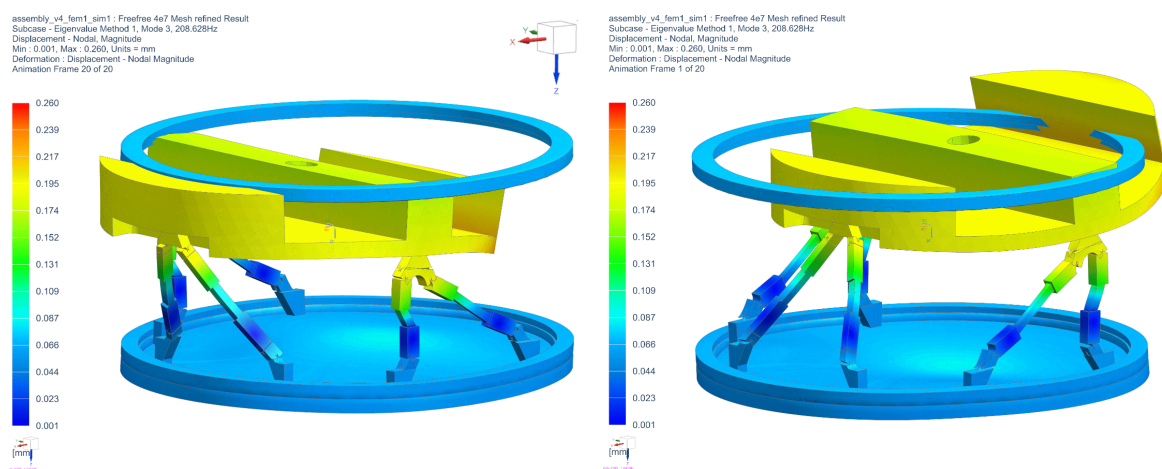 assembly_v4_fem1_sim1 : Freefree 4e7 Mesh refined Result
Subcase - Eigenvalue Method 1, Mode 3, 208.628Hz
Displacement - Nodal, Magnitude
Min : 0.001, Max : 0.260, Units = mm
Deformation : Displacement - Nodal Magnitude
Animation Frame 20 of 20
Y
X
Z
0.260
0.239
0.217
0.195
0.174
0.152
0.131
0.109
0.087
0.066
0.044
0.023
0.001
[mm]
assembly_v4_fem1_sim1 : Freefree 4e7 Mesh refined Result
Subcase - Eigenvalue Method 1, Mode 3, 208.628Hz
Displacement - Nodal, Magnitude
Min : 0.001, Max : 0.260, Units = mm
Deformation : Displacement - Nodal Magnitude
Animation Frame 1 of 20
0.260
0.239
0.217
0.195
0.174
0.152
0.131
0.109
0.087
0.066
0.044
0.023
0.001
[mm]